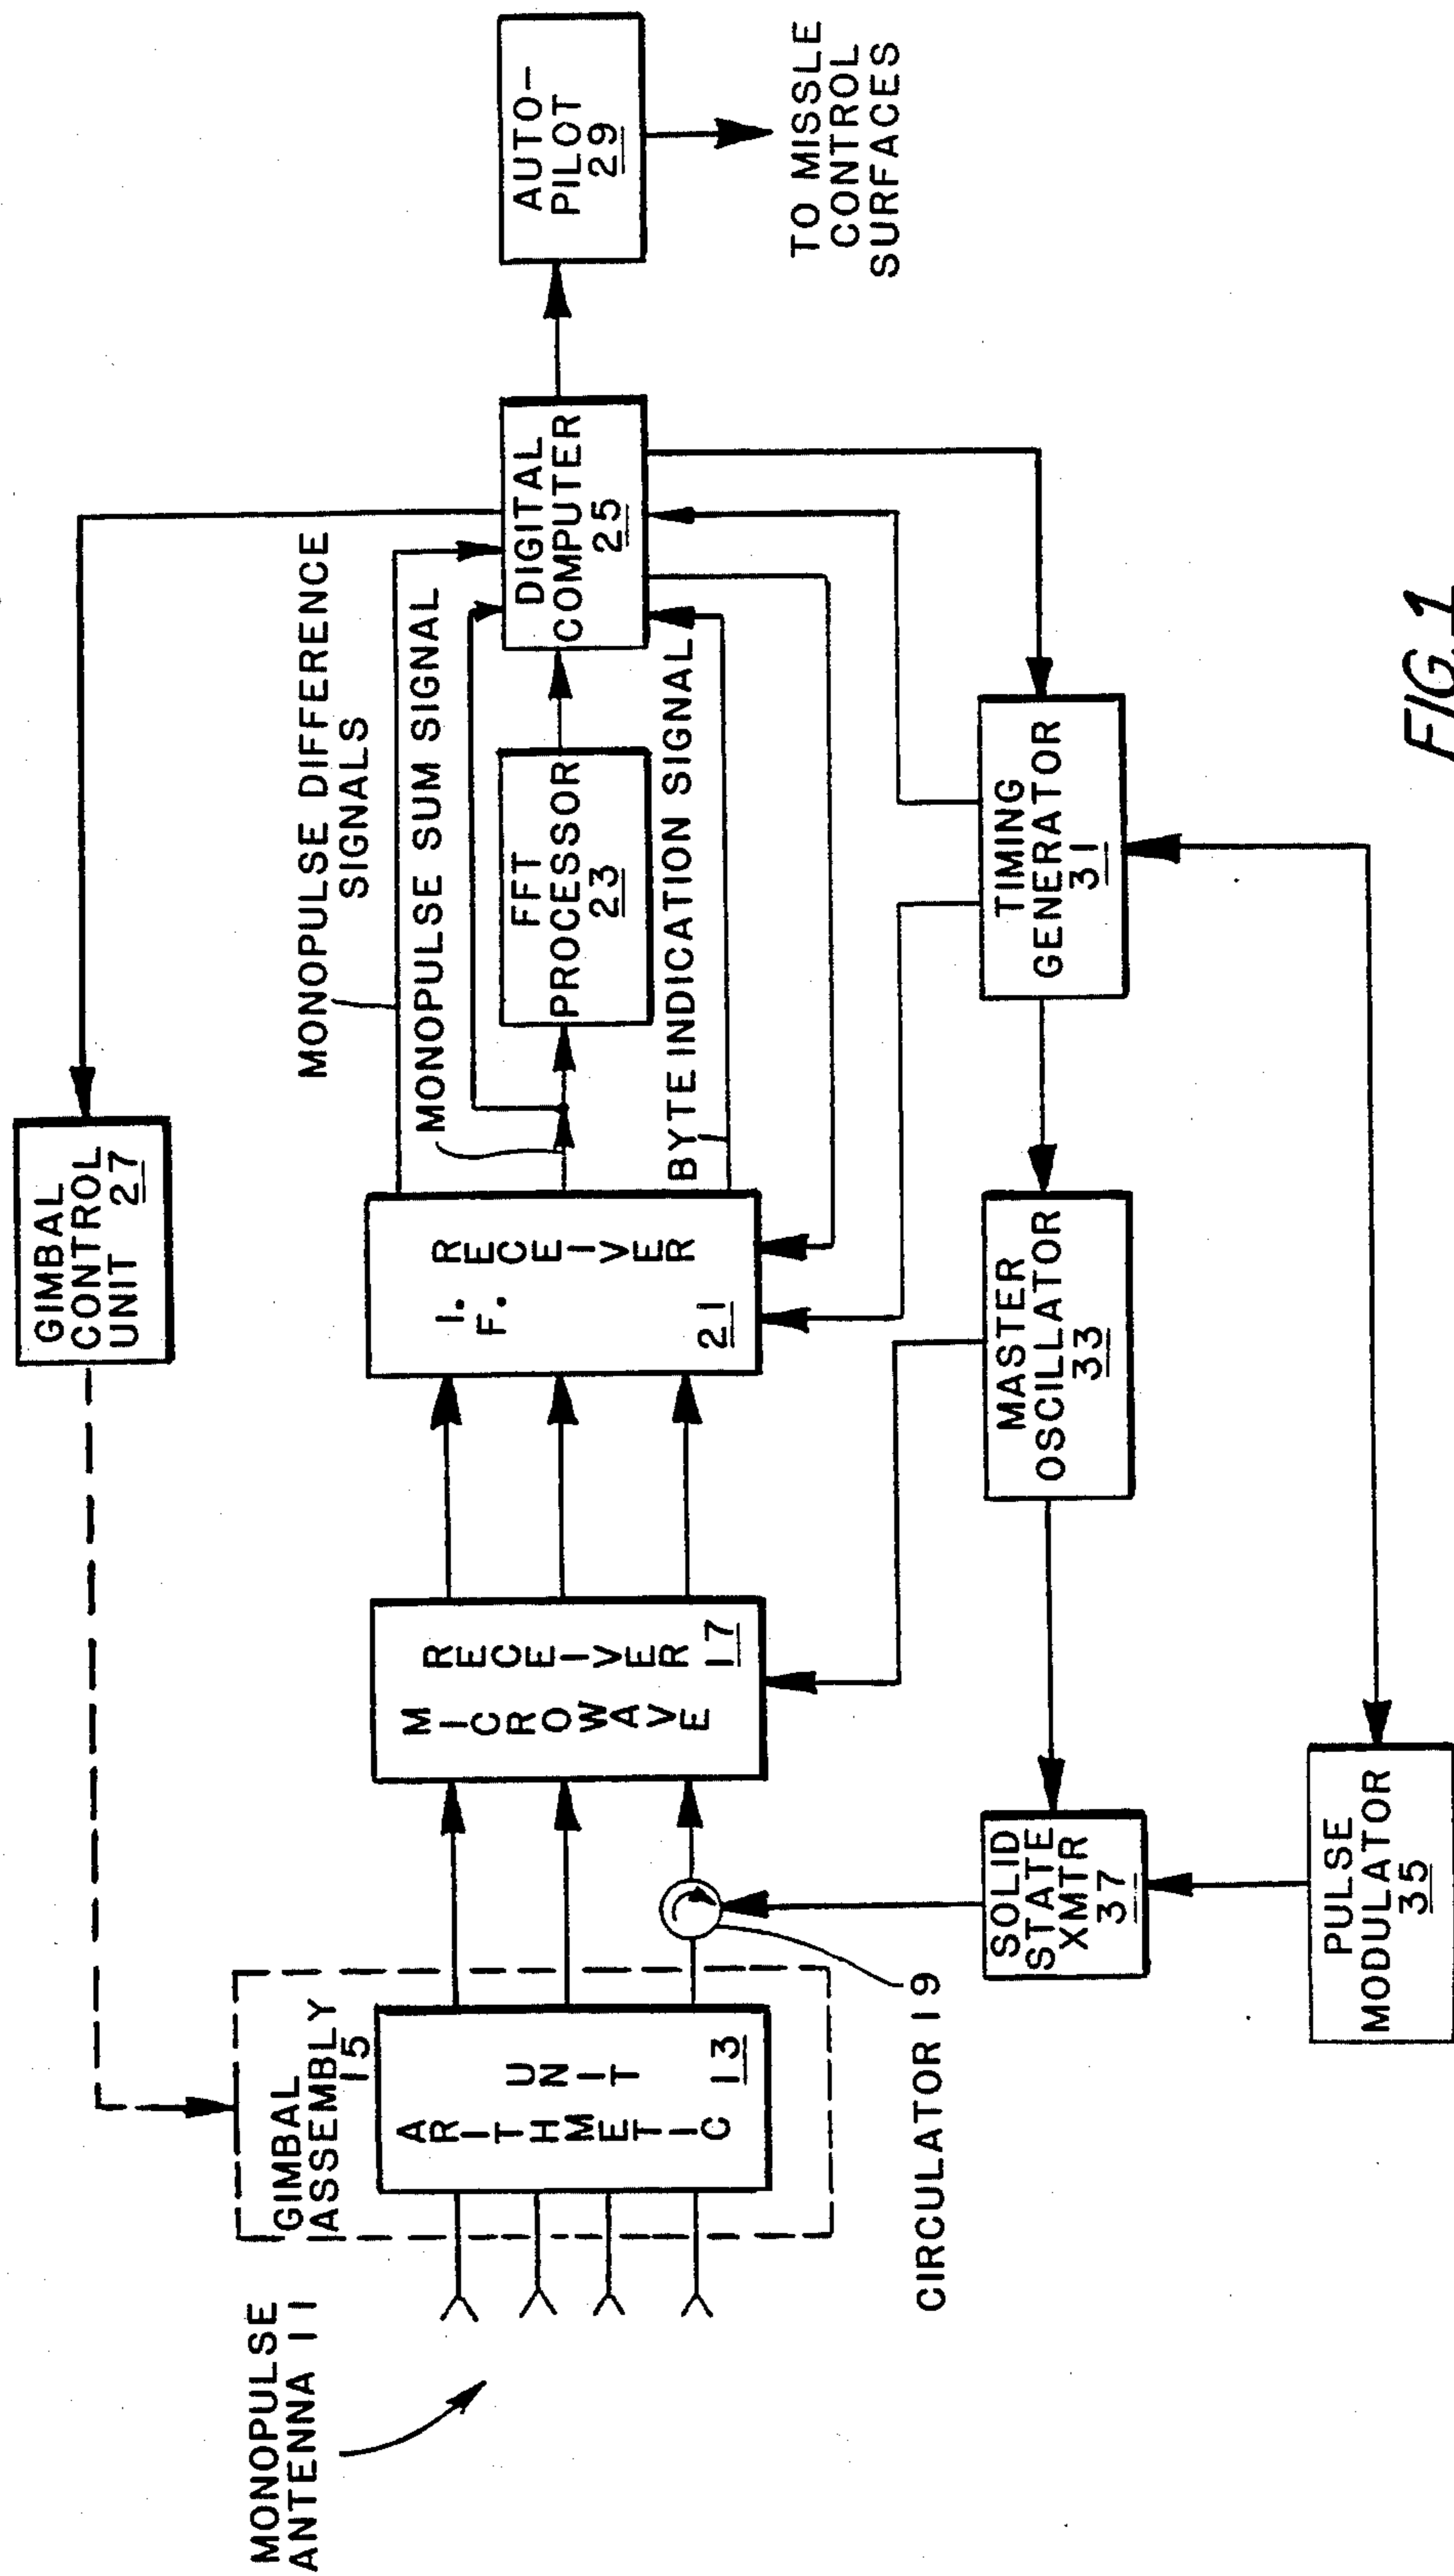 GIMBAL
CONTROL
UNIT 27
MONOPULSE DIFFERENCE
SIGNALS
MONOPULSE SUM SIGNAL
BYTE INDICATION SIGNAL
MONOPULSE
ANTENNA 11
GIMBAL
ASSEMBLY
15
ARITHMETIC
UNIT
13
MICROWAVE
RECEIVER
17
I.F.
RECEIVER
21
FFT
PROCESSOR
23
DIGITAL
COMPUTER
25
AUTO-
PILOT
29
TO MISSLE
CONTROL
SURFACES
CIRCULATOR 19
SOLID
STATE
XMTR
37
MASTER
OSCILLATOR
33
TIMING
GENERATOR
31
PULSE
MODULATOR
35
FIG. 1